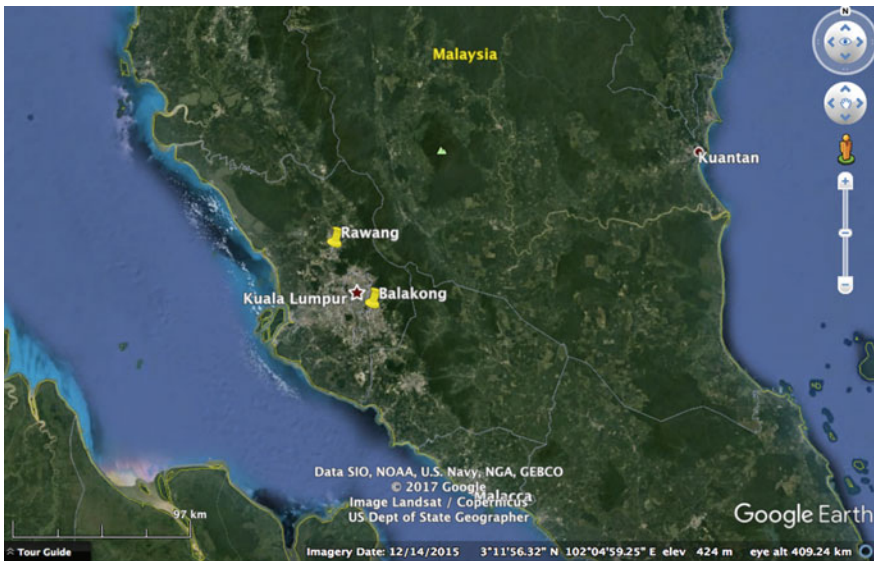 N
Malaysia
Kuantan
Rawang
Kuala Lumpur
Balakong
Data SIO, NOAA, U.S. Navy, NGA, GEBCO
© 2017 Google
Image Landsat / Copernicus
Malacca
US Dept of State Geographer
97 km
Google Earth
Tour Guide
Imagery Date: 12/14/2015 3°11'56.32" N 102°04'59.25" E elev 424 m eye alt 409.24 km